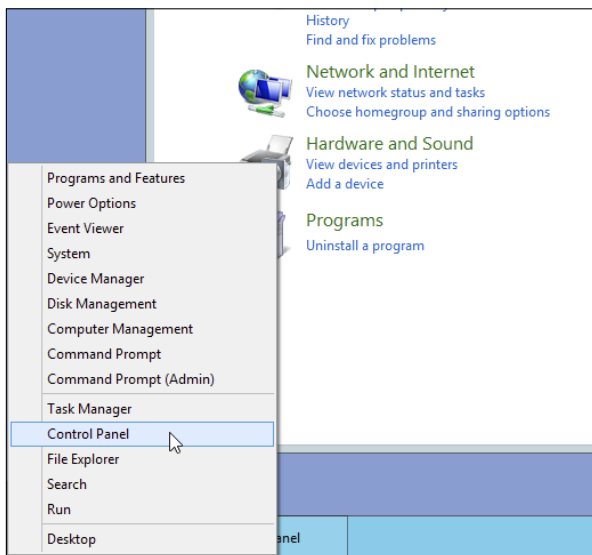 History
Find and fix problems
Network and Internet
View network status and tasks
Choose homegroup and sharing options
Hardware and Sound
View devices and printers
Add a device
Programs
Uninstall a program
Programs and Features
Power Options
Event Viewer
System
Device Manager
Disk Management
Computer Management
Command Prompt
Command Prompt (Admin)
Task Manager
Control Panel
File Explorer
Search
Run
Desktop
anel